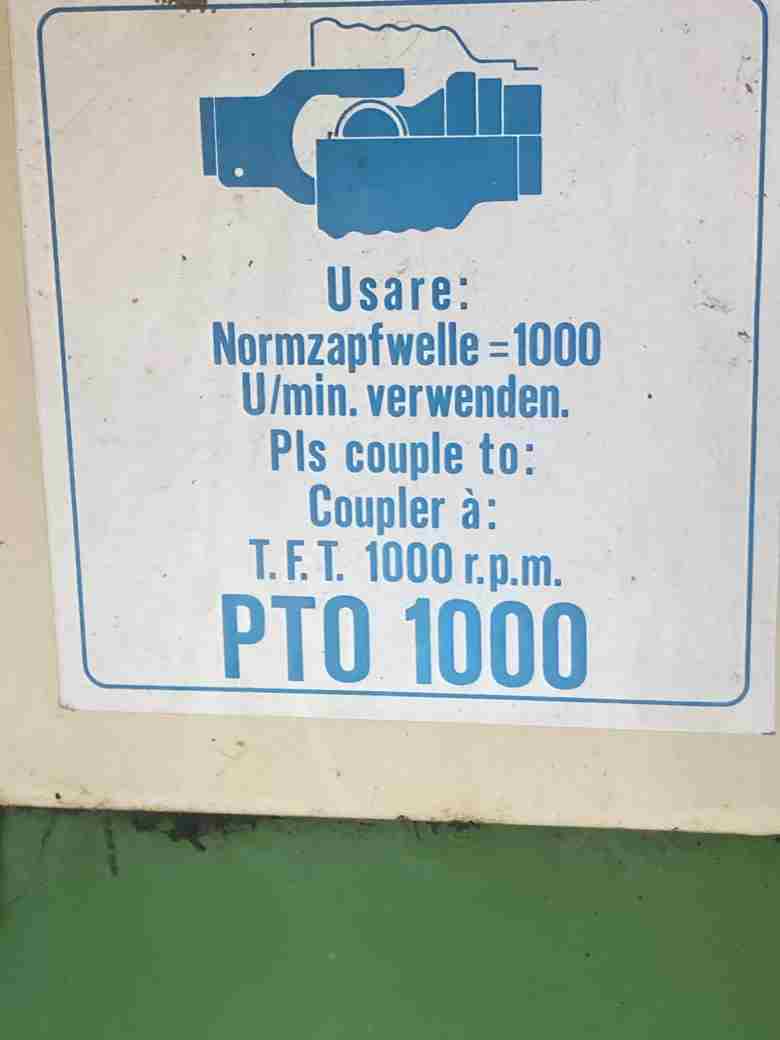 Usare:
Normzapfwelle = 1000
U/min. verwenden.
Pls couple to:
Coupler à:
T.F.T. 1000 r.p.m.
PTO 1000